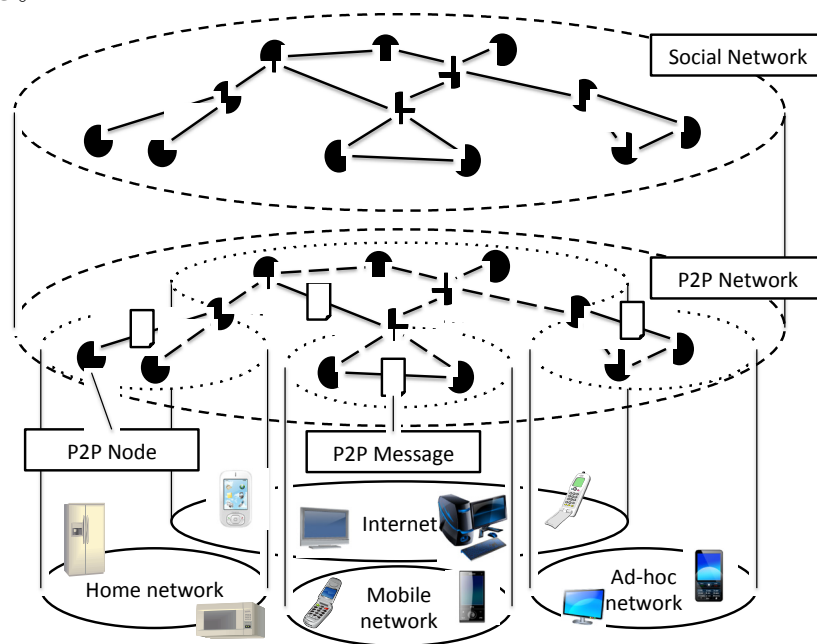 Social Network
P2P Network
P2P Node
P2P Message
Internet
Home network
Mobile
network
Ad-hoc
network